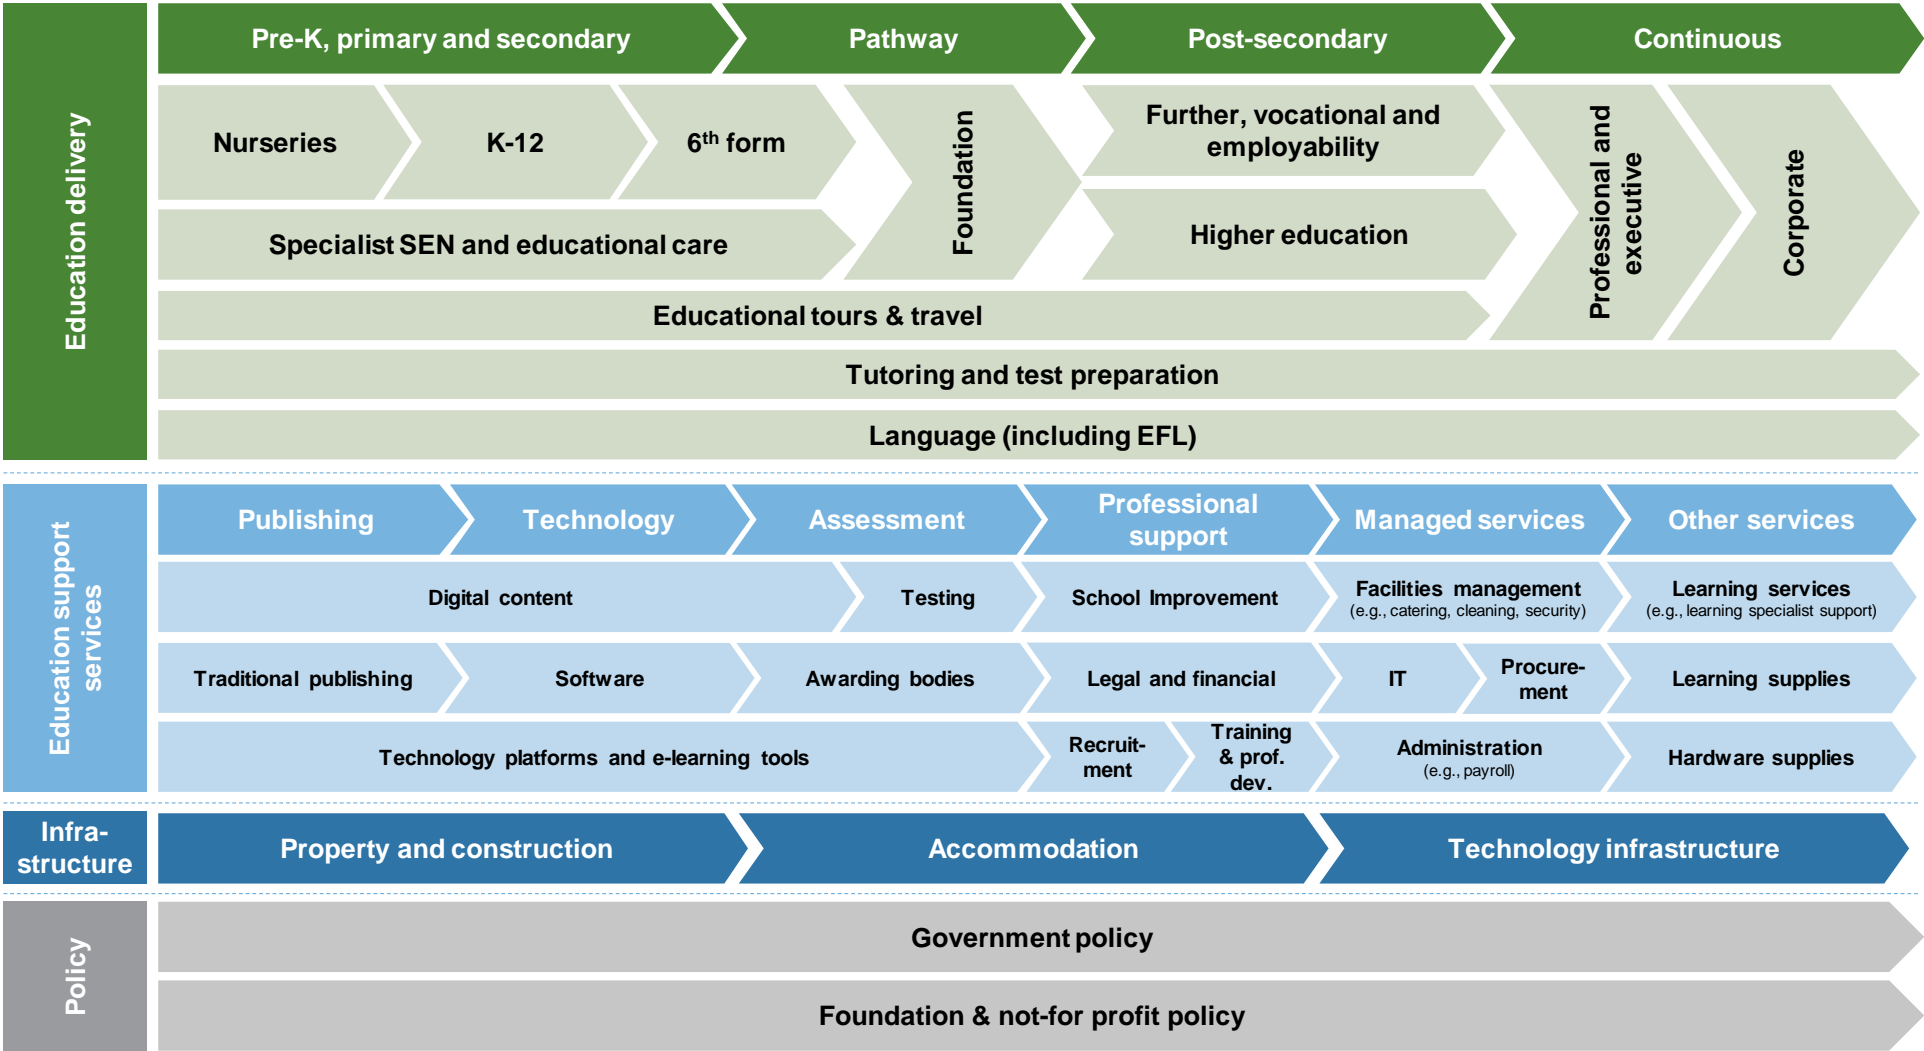 Education delivery
Pre-K, primary and secondary
Pathway
Post-secondary
Continuous
Nurseries
K-12
6th form
Foundation
Further, vocational and
employability
Professional and
executive
Corporate
Specialist SEN and educational care
Higher education
Educational tours & travel
Tutoring and test preparation
Language (including EFL)
Education support
services
Publishing
Technology
Assessment
Professional
support
Managed services
Other services
Digital content
Testing
School Improvement
Facilities management
(e.g., catering, cleaning, security)
Learning services
(e.g., learning specialist support)
Traditional publishing
Software
Awarding bodies
Legal and financial
IT
Procure-
ment
Learning supplies
Technology platforms and e-learning tools
Recruit-
ment
Training
& prof.
dev.
Administration
(e.g., payroll)
Hardware supplies
Infra-
structure
Property and construction
Accommodation
Technology infrastructure
Policy
Government policy
Foundation & not-for profit policy